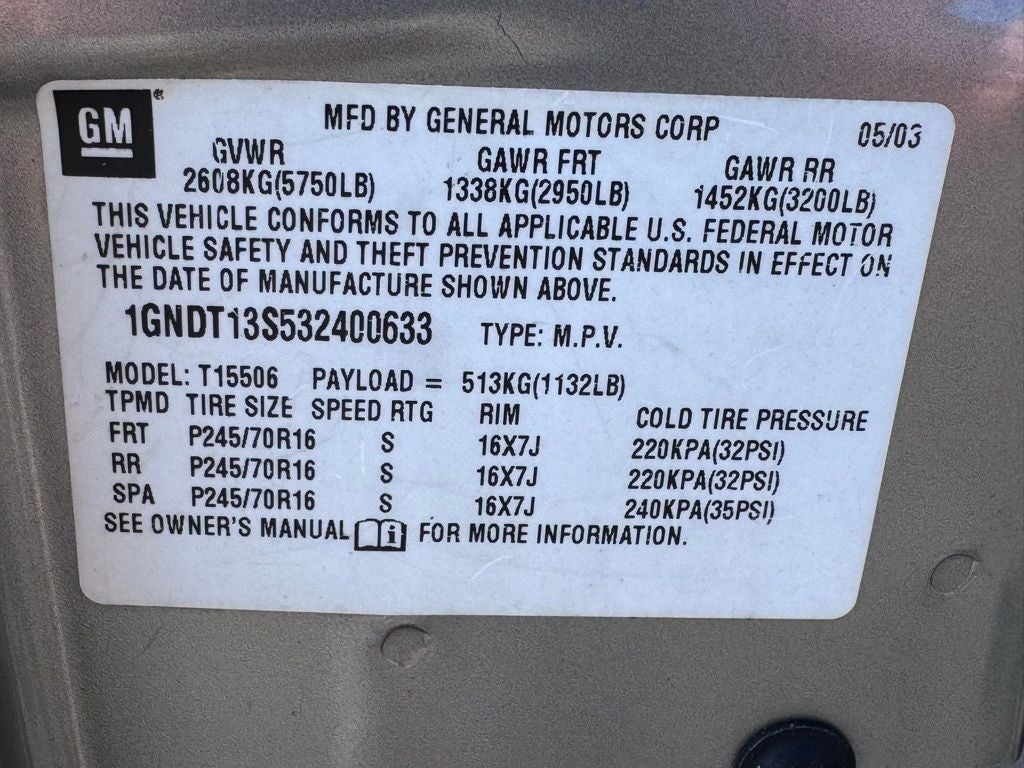 GM
MFD BY GENERAL MOTORS CORP 05/03
GVWR GAWR FRT GAWR RR
2608KG(5750LB) 1338KG(2950LB) 1452KG(3200LB)
THIS VEHICLE CONFORMS TO ALL APPLICABLE U.S. FEDERAL MOTOR
VEHICLE SAFETY AND THEFT PREVENTION STANDARDS IN EFFECT ON
THE DATE OF MANUFACTURE SHOWN ABOVE.
1GNDT13S532400633 TYPE: M.P.V.
MODEL: T15506 PAYLOAD = 513KG(1132LB)
TPMD TIRE SIZE SPEED RTG RIM COLD TIRE PRESSURE
FRT P245/70R16 S 16X7J 220KPA(32PSI)
RR P245/70R16 S 16X7J 220KPA(32PSI)
SPA P245/70R16 S 16X7J 240KPA(35PSI)
SEE OWNER'S MANUAL i FOR MORE INFORMATION.